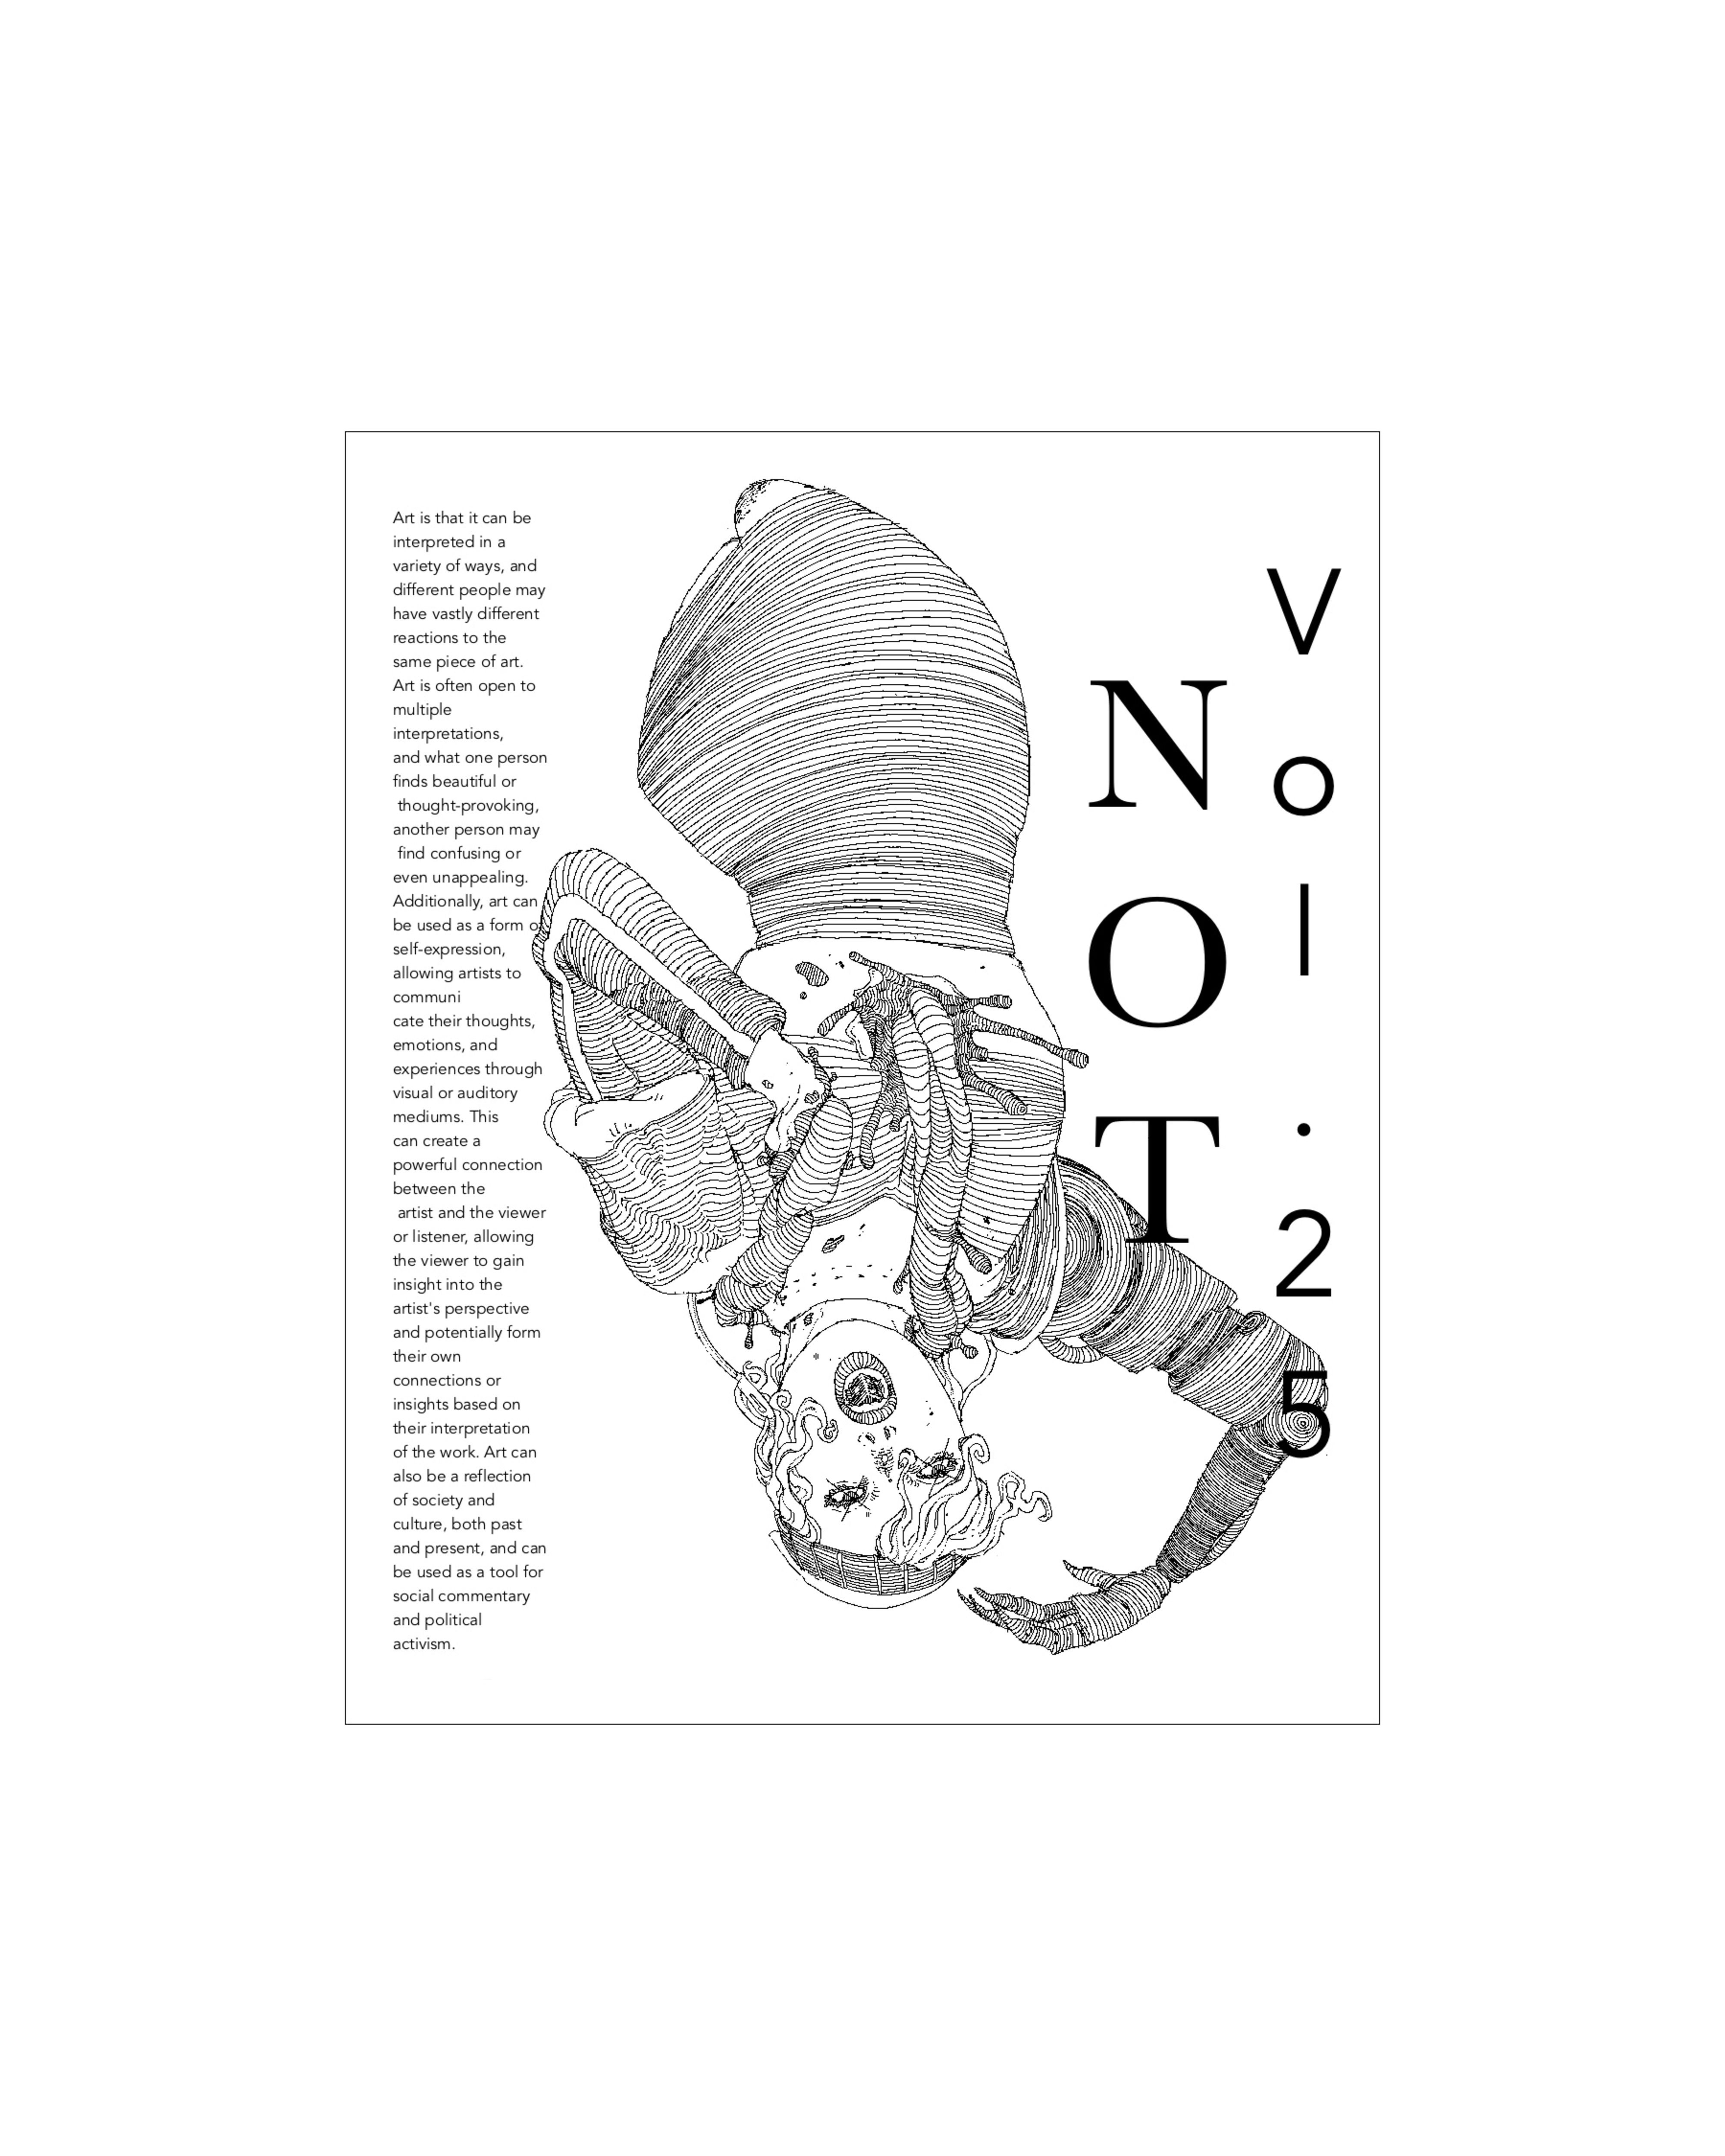 Art is that it can be
interpreted in a
variety of ways, and
different people may
have vastly different
reactions to the
same piece of art.
Art is often open to
multiple
interpretations,
and what one person
finds beautiful or
thought-provoking,
another person may
find confusing or
even unappealing.
Additionally, art can
be used as a form o
self-expression,
allowing artists to
communi
cate their thoughts,
emotions, and
experiences through
visual or auditory
mediums. This
can create a
powerful connection
between the
artist and the viewer
or listener, allowing
the viewer to gain
insight into the
artist's perspective
and potentially form
their own
connections or
insights based on
their interpretation
of the work. Art can
also be a reflection
of society and
culture, both past
and present, and can
be used as a tool for
social commentary
and political
activism.
NOT
Vol.25